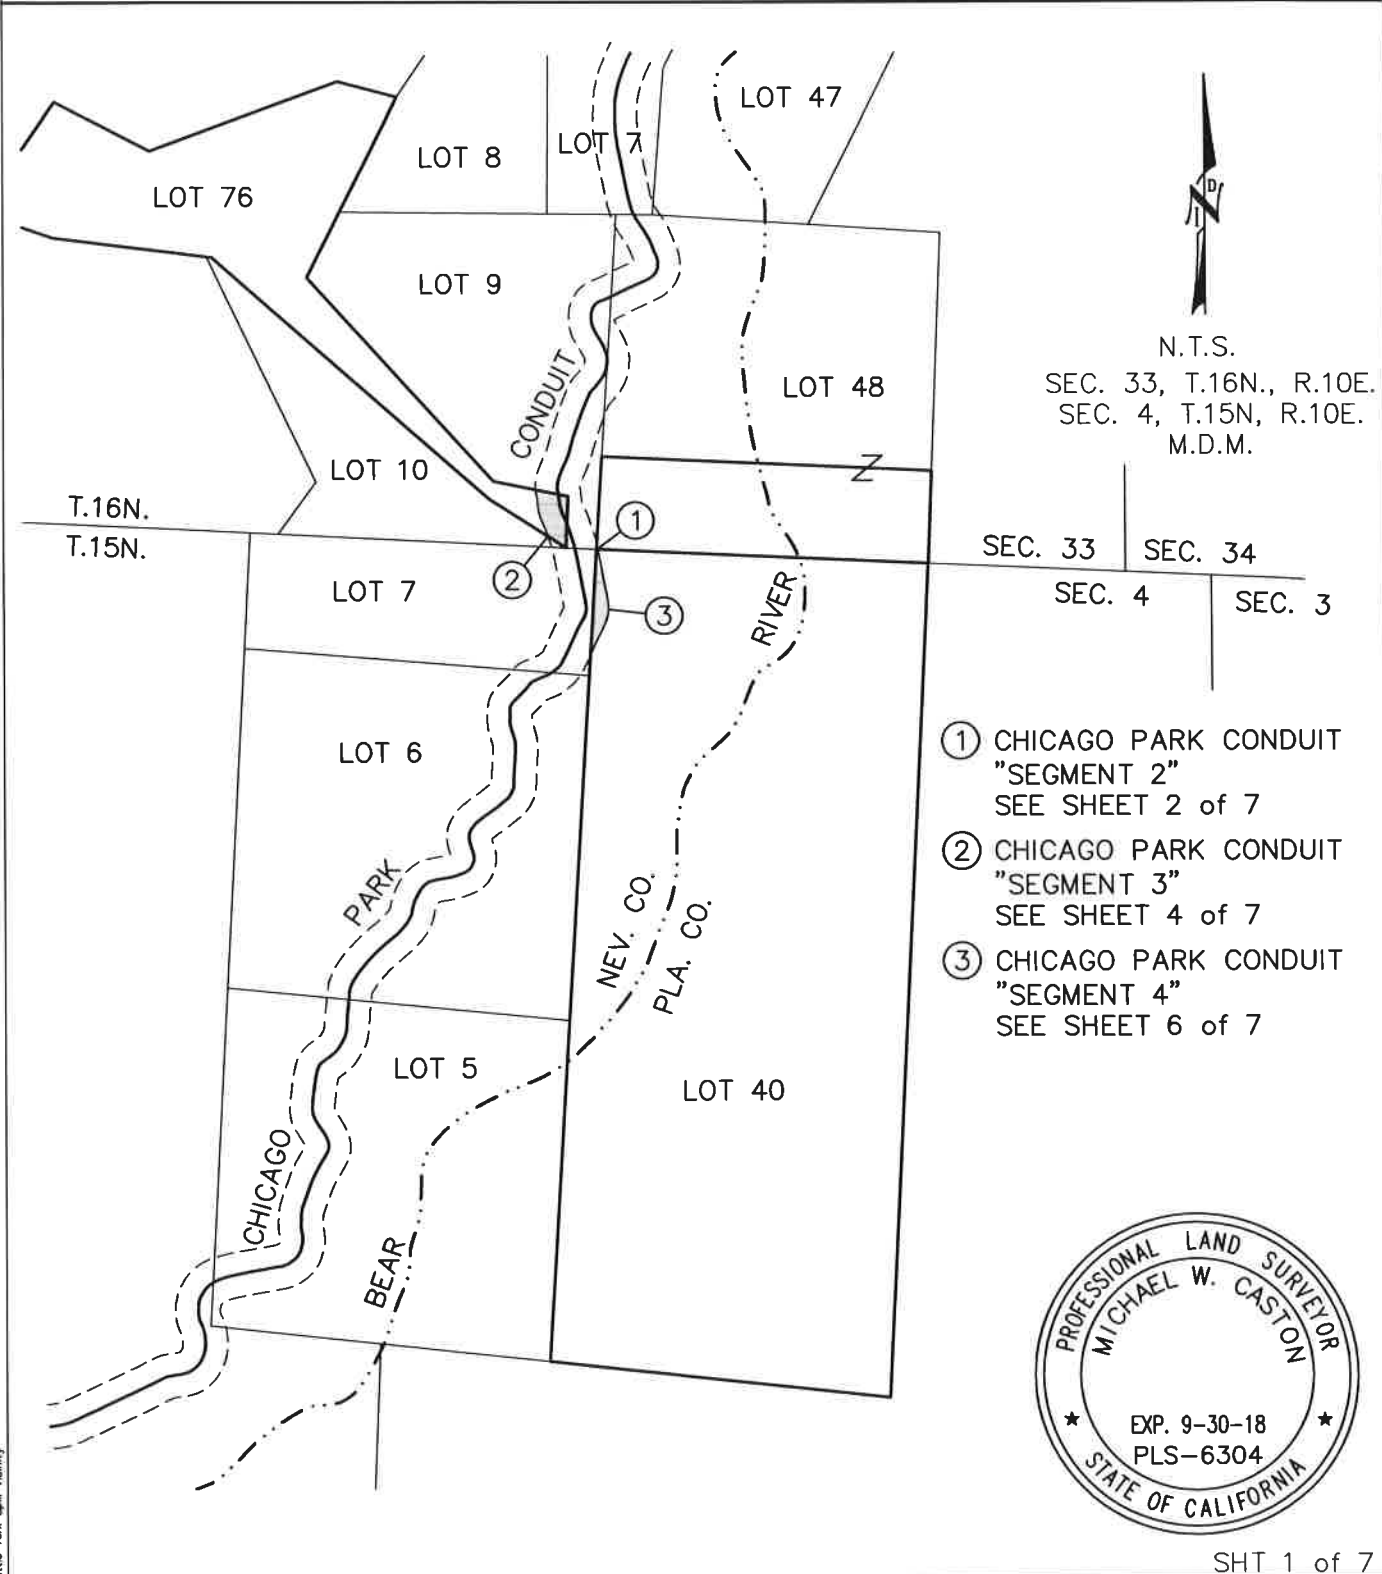 LOT 47
LOT 7
LOT 8
LOT 76
LOT 9
LOT 48
LOT 10
CONDUIT
Z
N
I
D
N.T.S.
SEC. 33, T.16N., R.10E.
SEC. 4, T.15N, R.10E.
M.D.M.
T.16N.
T.15N.
1
2
3
SEC. 33
SEC. 34
SEC. 4
SEC. 3
LOT 7
RIVER
LOT 6
PARK
NEV. CO.
PLA. CO.
1 CHICAGO PARK CONDUIT
"SEGMENT 2"
SEE SHEET 2 of 7
2 CHICAGO PARK CONDUIT
"SEGMENT 3"
SEE SHEET 4 of 7
3 CHICAGO PARK CONDUIT
"SEGMENT 4"
SEE SHEET 6 of 7
LOT 5
LOT 40
CHICAGO
BEAR
PROFESSIONAL LAND SURVEYOR
MICHAEL W. CASTON
EXP. 9-30-18
PLS-6304
STATE OF CALIFORNIA
SHT 1 of 7